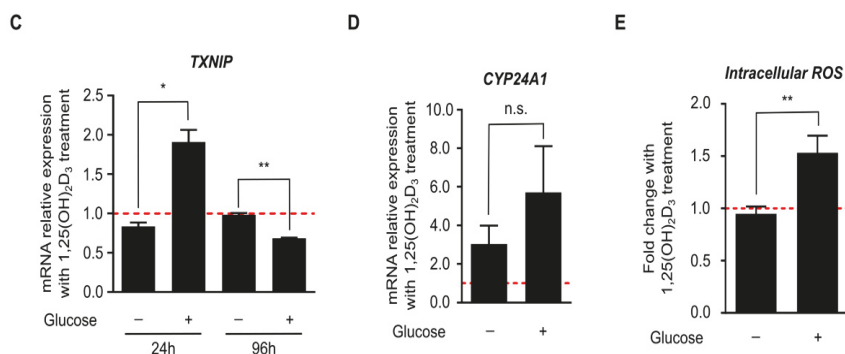 C
TXNIP
mRNA relative expression
with 1,25(OH)₂D₃ treatment
2.5
2.0
1.5
1.0
0.5
0.0
*
**
Glucose – + – +
24h 96h
D
CYP24A1
mRNA relative expression
with 1,25(OH)₂D₃ treatment
10.0
8.0
6.0
4.0
2.0
0.0
n.s.
Glucose – +
E
Intracellular ROS
Fold change with
1,25(OH)₂D₃ treatment
2.0
1.5
1.0
0.5
0.0
**
Glucose – +